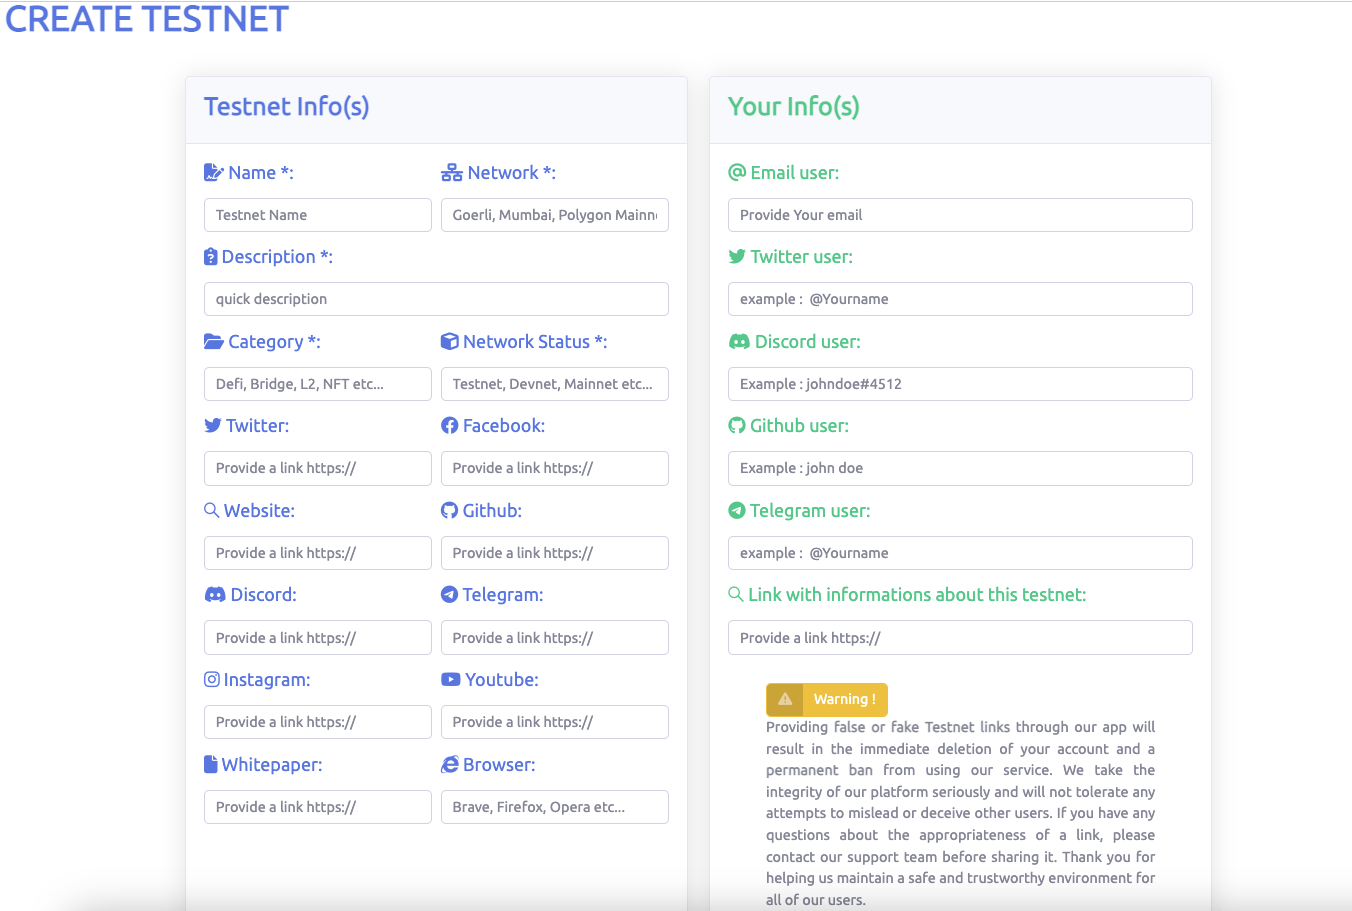 CREATE TESTNET
Testnet Info(s)
Name *:
Network *:
Testnet Name
Goerli, Mumbai, Polygon Mainn
Description *:
quick description
Category *:
Network Status *:
Defi, Bridge, L2, NFT etc...
Testnet, Devnet, Mainnet etc...
Twitter:
Facebook:
Provide a link https://
Provide a link https://
Website:
Github:
Provide a link https://
Provide a link https://
Discord:
Telegram:
Provide a link https://
Provide a link https://
Instagram:
Youtube:
Provide a link https://
Provide a link https://
Whitepaper:
Browser:
Provide a link https://
Brave, Firefox, Opera etc...
Your Info(s)
Email user:
Provide Your email
Twitter user:
example : @Yourname
Discord user:
Example : johndoe#4512
Github user:
Example : john doe
Telegram user:
example : @Yourname
Link with informations about this testnet:
Provide a link https://
Warning !
Providing false or fake Testnet links through our app will
result in the immediate deletion of your account and a
permanent ban from using our service. We take the
integrity of our platform seriously and will not tolerate any
attempts to mislead or deceive other users. If you have any
questions about the appropriateness of a link, please
contact our support team before sharing it. Thank you for
helping us maintain a safe and trustworthy environment for
all of our users.